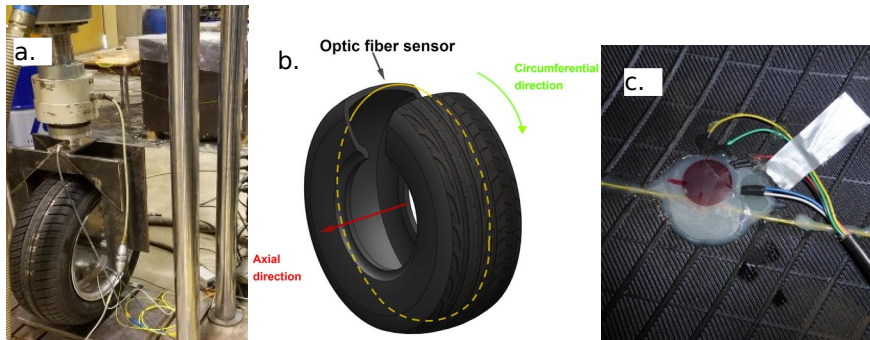 a.
b.
Optic fiber sensor
Circumferential
direction
Axial
direction
c.